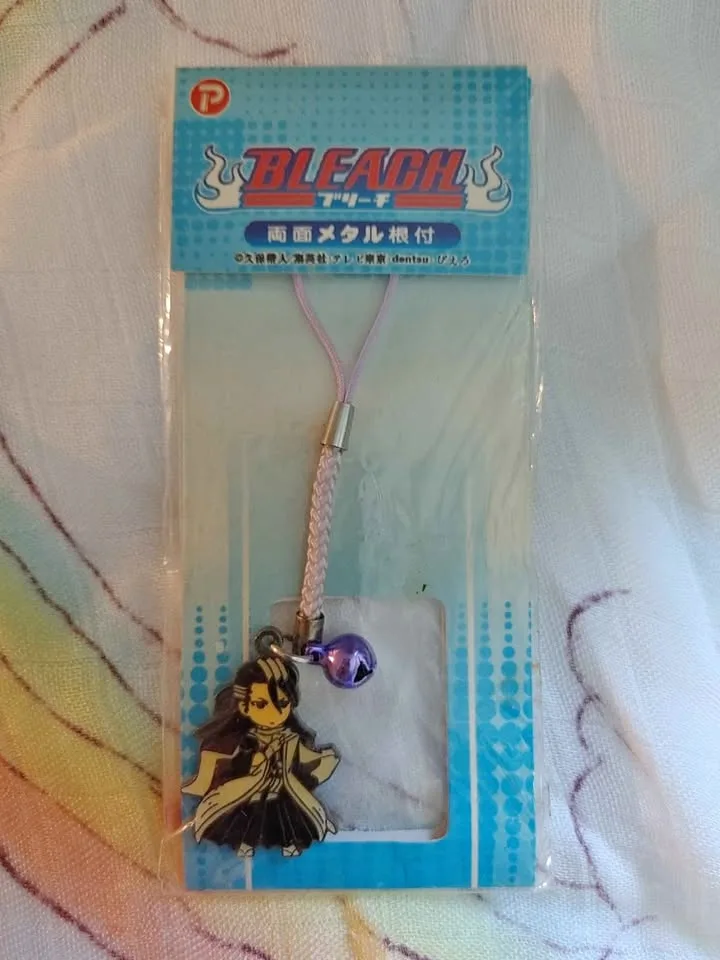 P
BLEACH
ブリーチ
両面メタル根付
©久保帯人/集英社・テレビ東京・dentsu・ぴえろ